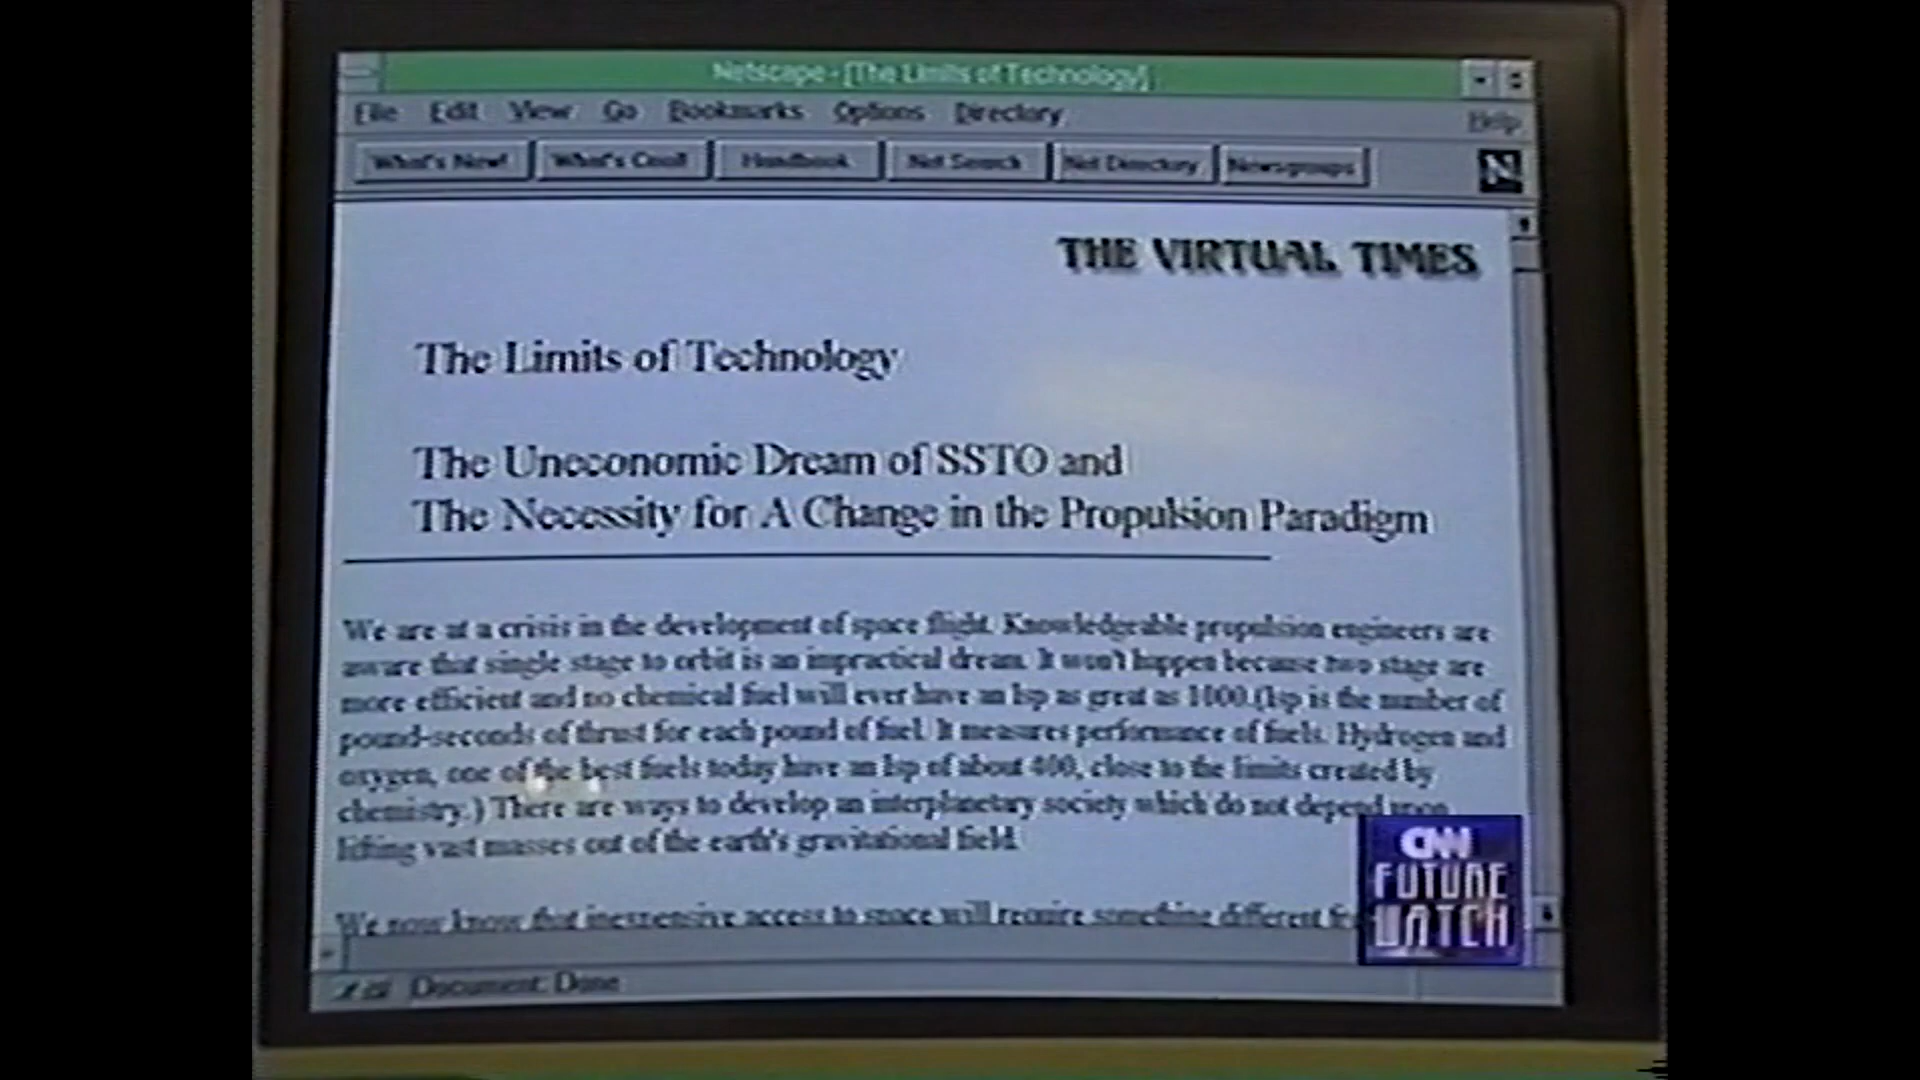 Netscape - [The Limits of Technology]
File Edit View Go Bookmarks Options Directory Help
What's New! What's Cool! Handbook Net Search Net Directory Newsgroups
N
THE VIRTUAL TIMES
The Limits of Technology
The Uneconomic Dream of SSTO and
The Necessity for A Change in the Propulsion Paradigm
We are at a crisis in the development of space flight. Knowledgeable propulsion engineers are
aware that single stage to orbit is an impractical dream. It won't happen because two stage are
more efficient and no chemical fuel will ever have an Isp as great as 1000.(Isp is the number of
pound-seconds of thrust for each pound of fuel. It measures performance of fuels. Hydrogen and
oxygen, one of the best fuels today have an Isp of about 400, close to the limits created by
chemistry.) There are ways to develop an interplanetary society which do not depend upon
lifting vast masses out of the earth's gravitational field.
We now know that inexpensive access to space will require something different
Document: Done
CNN
FUTURE
WATCH